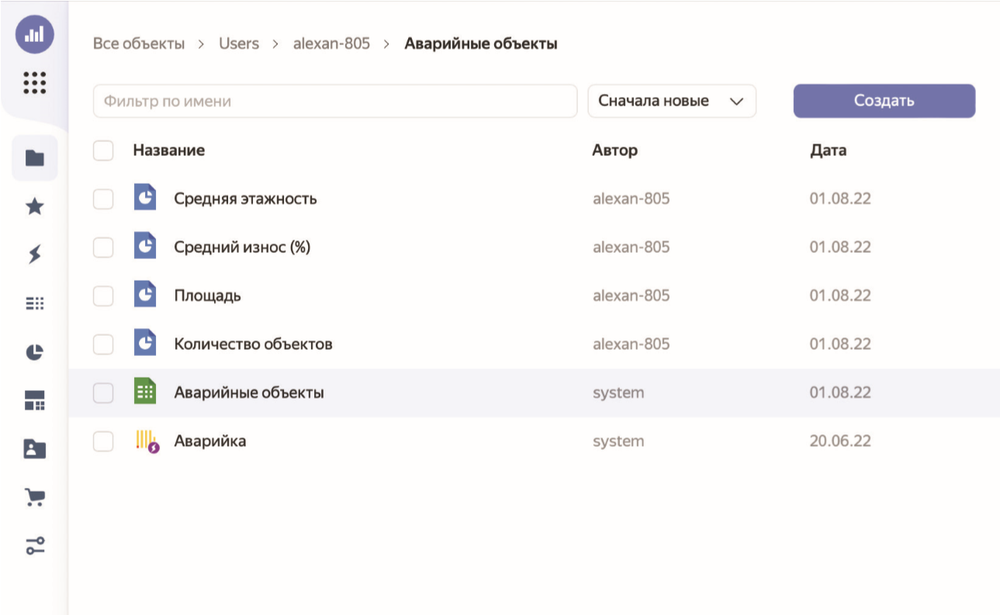 Все объекты > Users > alexan-805 > Аварийные объекты
Фильтр по имени Сначала новые Создать
Название Автор Дата
Средняя этажность alexan-805 01.08.22
Средний износ (%) alexan-805 01.08.22
Площадь alexan-805 01.08.22
Количество объектов alexan-805 01.08.22
Аварийные объекты system 01.08.22
Аварийка system 20.06.22